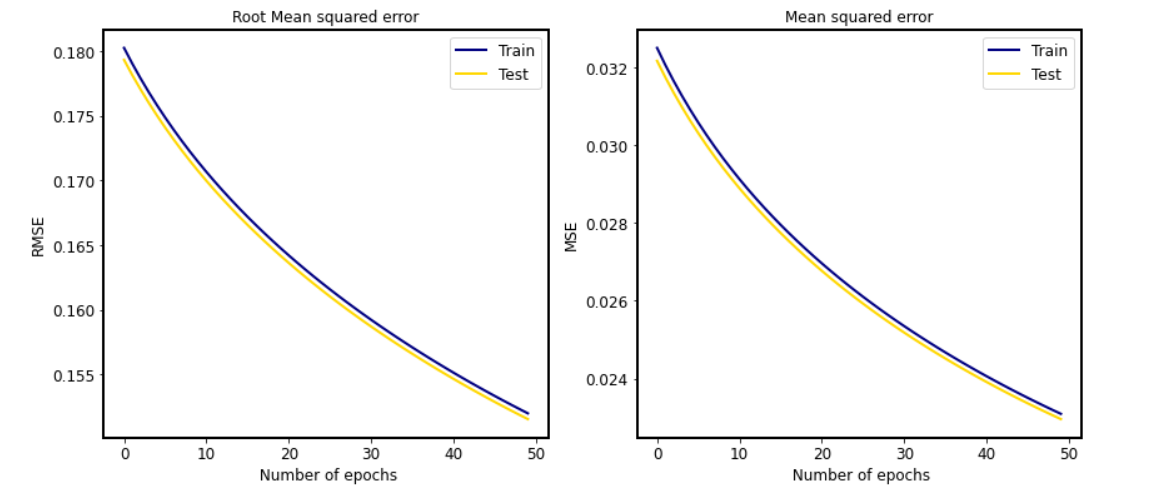 Root Mean squared error
Train
Test
0.180
0.175
0.170
0.165
0.160
0.155
RMSE
0 10 20 30 40 50
Number of epochs
Mean squared error
Train
Test
0.032
0.030
0.028
0.026
0.024
MSE
0 10 20 30 40 50
Number of epochs